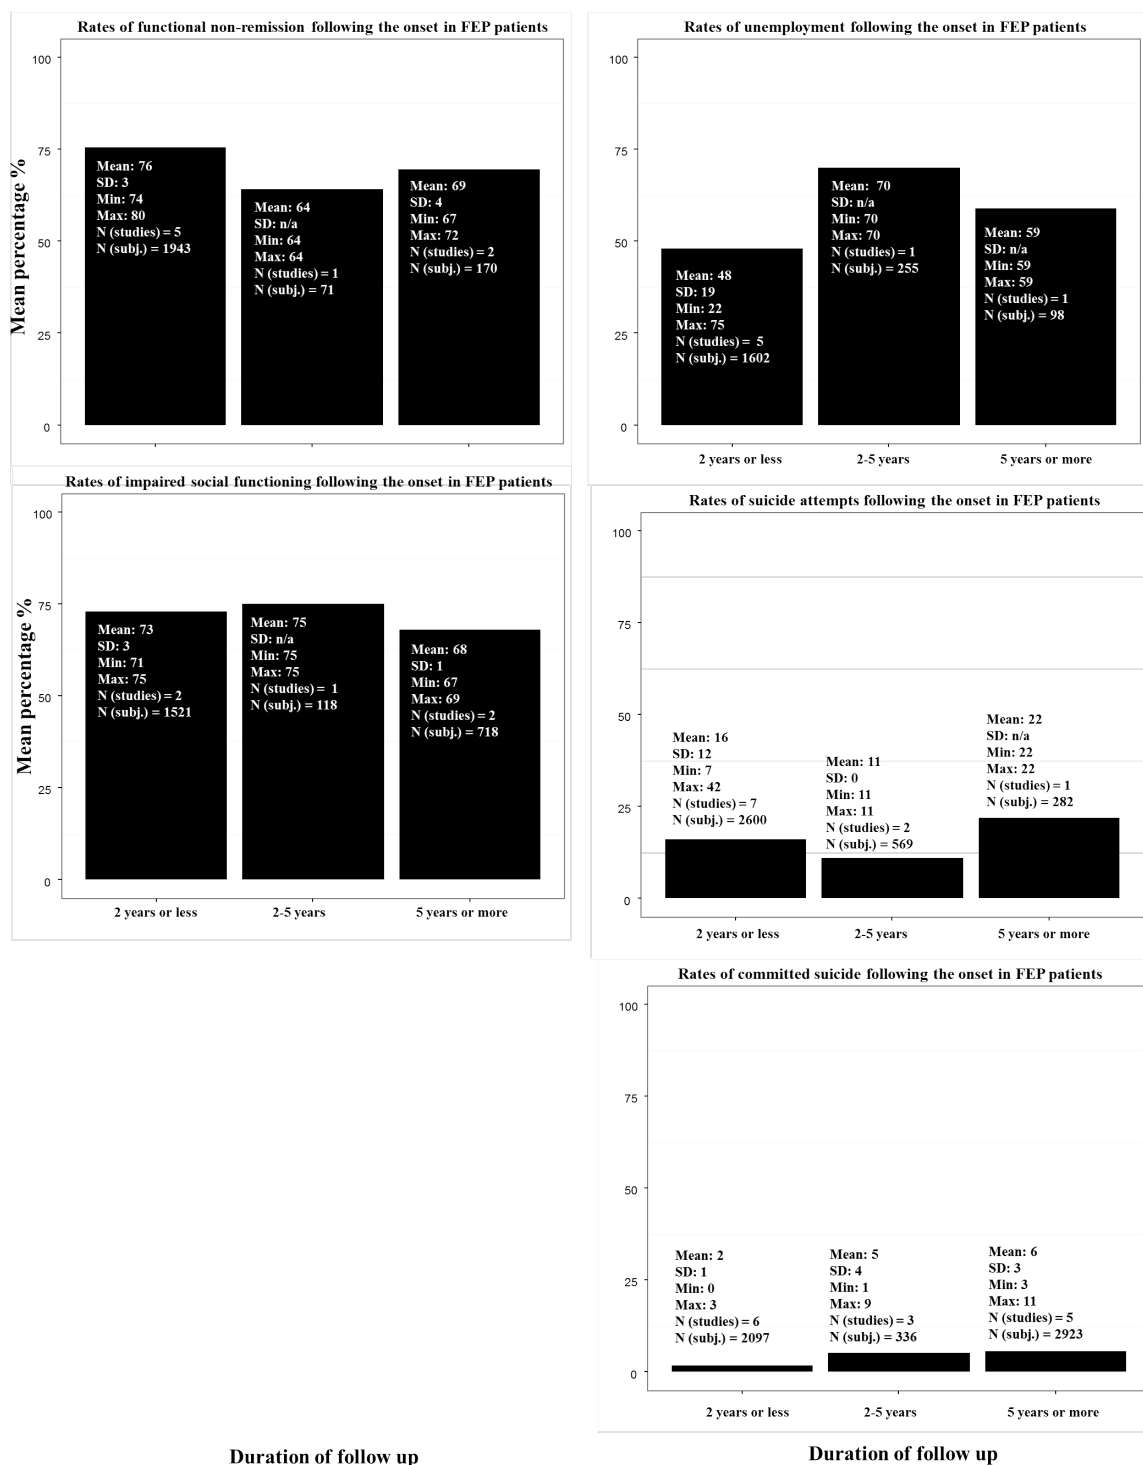 Rates of functional non-remission following the onset in FEP patients
100
75
50
25
0
Mean percentage %
Mean: 76
SD: 3
Min: 74
Max: 80
N (studies) = 5
N (subj.) = 1943
Mean: 64
SD: n/a
Min: 64
Max: 64
N (studies) = 1
N (subj.) = 71
Mean: 69
SD: 4
Min: 67
Max: 72
N (studies) = 2
N (subj.) = 170
Rates of unemployment following the onset in FEP patients
100
75
50
25
0
Mean: 48
SD: 19
Min: 22
Max: 75
N (studies) = 5
N (subj.) = 1602
Mean: 70
SD: n/a
Min: 70
Max: 70
N (studies) = 1
N (subj.) = 255
Mean: 59
SD: n/a
Min: 59
Max: 59
N (studies) = 1
N (subj.) = 98
2 years or less
2-5 years
5 years or more
Rates of impaired social functioning following the onset in FEP patients
100
75
50
25
0
Mean percentage %
Mean: 73
SD: 3
Min: 71
Max: 75
N (studies) = 2
N (subj.) = 1521
Mean: 75
SD: n/a
Min: 75
Max: 75
N (studies) = 1
N (subj.) = 118
Mean: 68
SD: 1
Min: 67
Max: 69
N (studies) = 2
N (subj.) = 718
2 years or less
2-5 years
5 years or more
Rates of suicide attempts following the onset in FEP patients
100
75
50
25
0
Mean: 16
SD: 12
Min: 7
Max: 42
N (studies) = 7
N (subj.) = 2600
Mean: 11
SD: 0
Min: 11
Max: 11
N (studies) = 2
N (subj.) = 569
Mean: 22
SD: n/a
Min: 22
Max: 22
N (studies) = 1
N (subj.) = 282
2 years or less
2-5 years
5 years or more
Rates of committed suicide following the onset in FEP patients
100
75
50
25
0
Mean: 2
SD: 1
Min: 0
Max: 3
N (studies) = 6
N (subj.) = 2097
Mean: 5
SD: 4
Min: 1
Max: 9
N (studies) = 3
N (subj.) = 336
Mean: 6
SD: 3
Min: 3
Max: 11
N (studies) = 5
N (subj.) = 2923
2 years or less
2-5 years
5 years or more
Duration of follow up
Duration of follow up